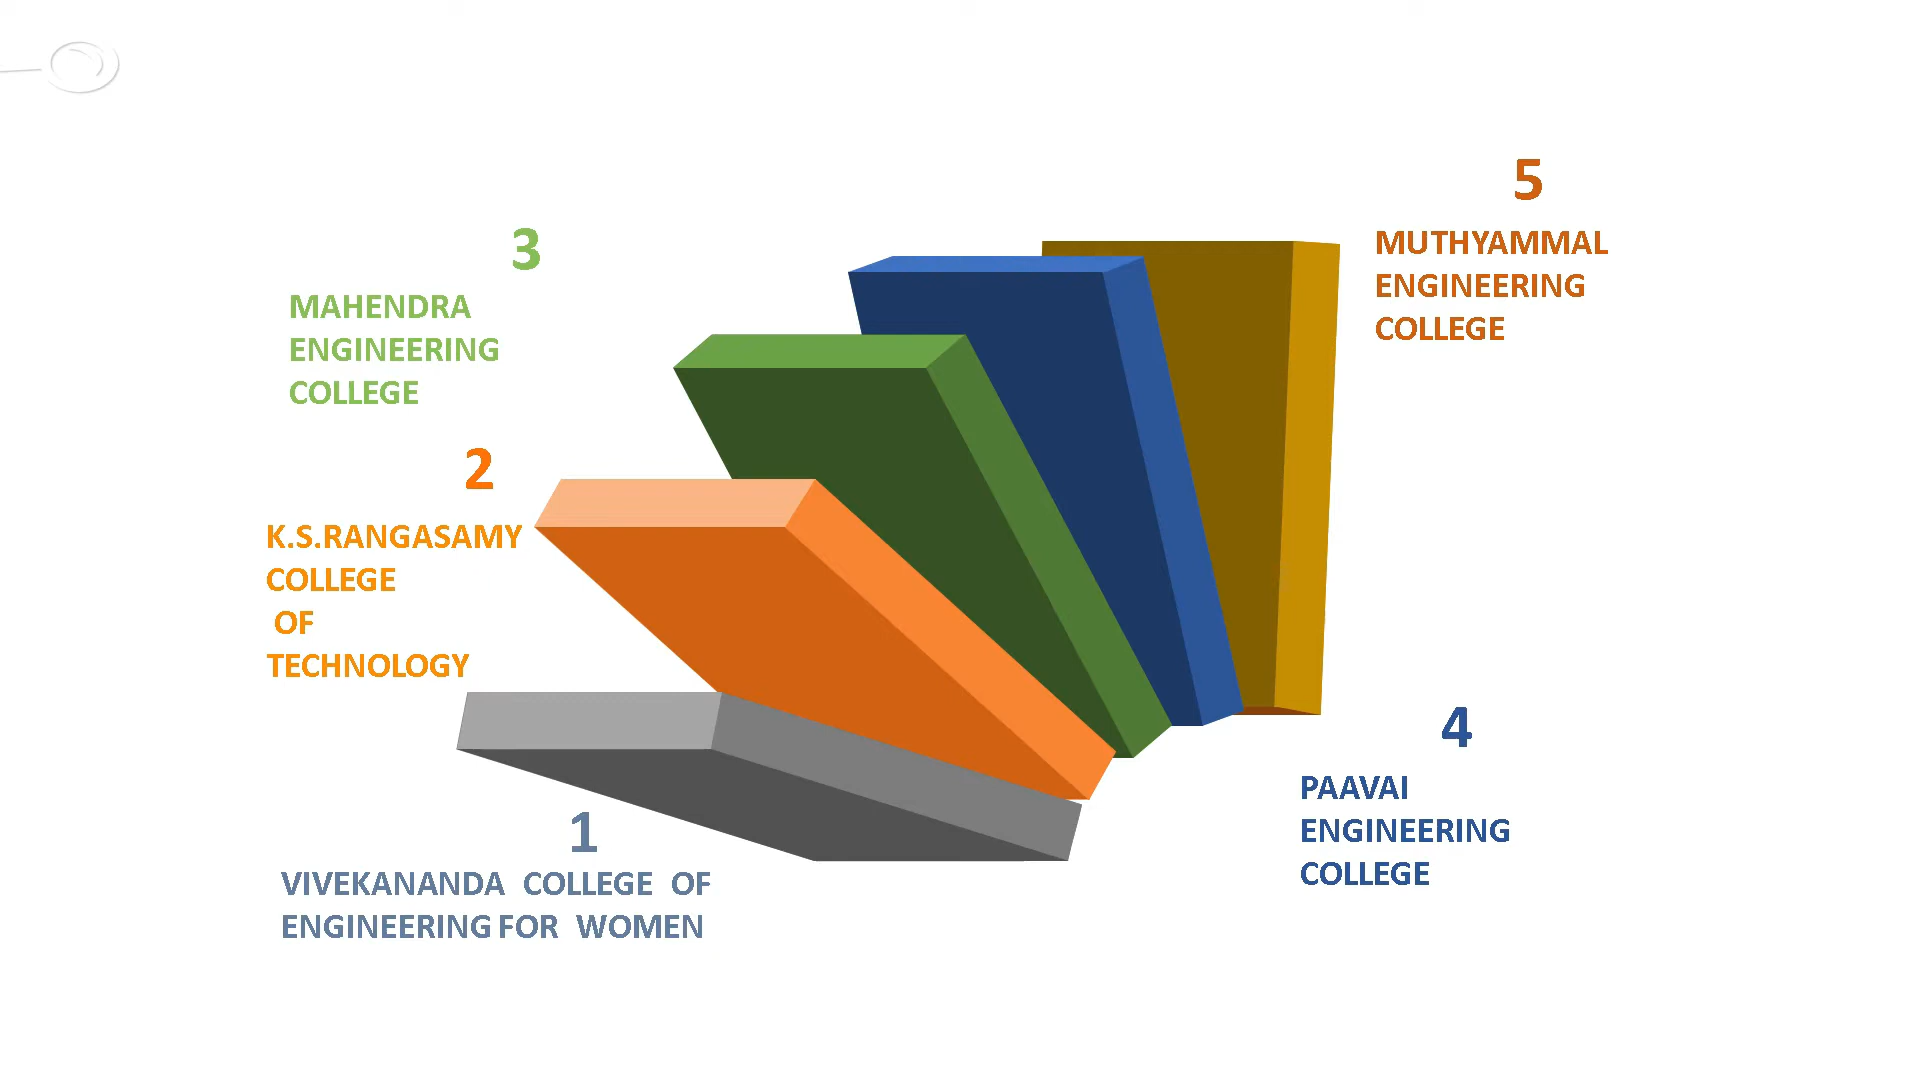 5
MUTHYAMMAL
ENGINEERING
COLLEGE
3
MAHENDRA
ENGINEERING
COLLEGE
2
K.S.RANGASAMY
COLLEGE
OF
TECHNOLOGY
4
PAAVAI
ENGINEERING
COLLEGE
1
VIVEKANANDA COLLEGE OF
ENGINEERING FOR WOMEN